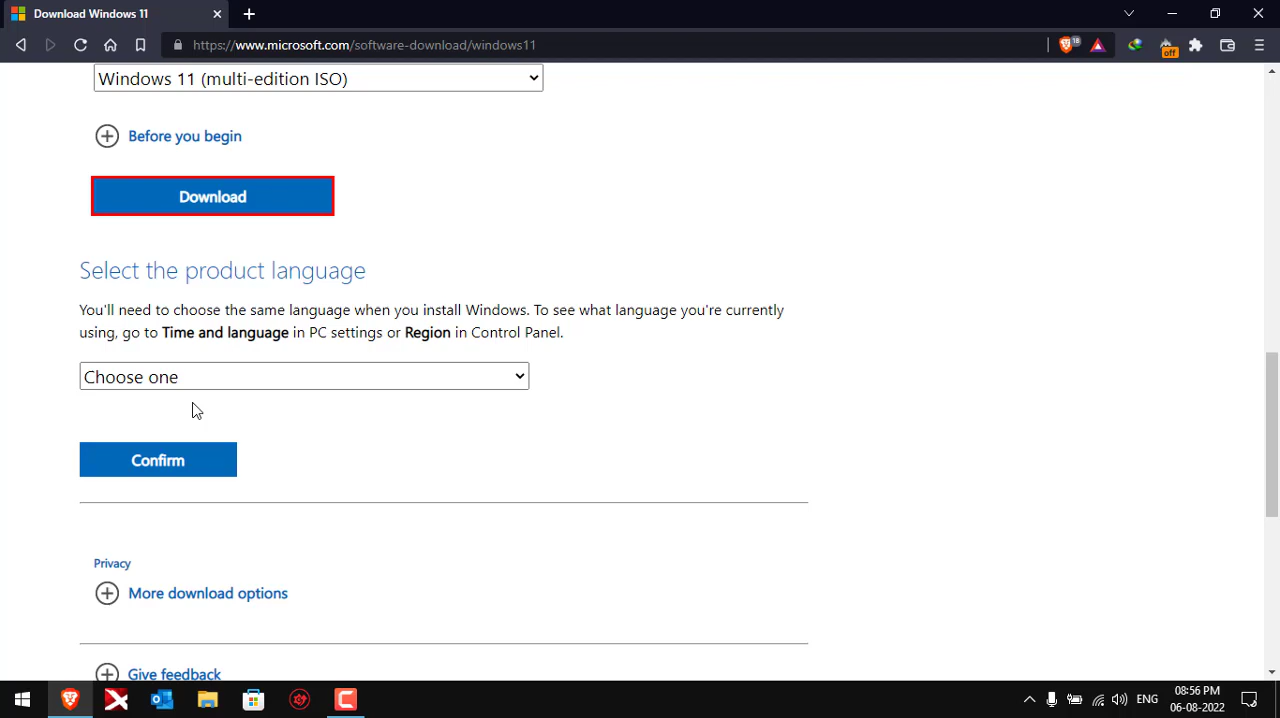 Download Windows 11
https://www.microsoft.com/software-download/windows11
18
off
Windows 11 (multi-edition ISO)
Before you begin
Download
Select the product language
You'll need to choose the same language when you install Windows. To see what language you're currently
using, go to Time and language in PC settings or Region in Control Panel.
Choose one
Confirm
Privacy
More download options
Give feedback
ENG
08:56 PM
06-08-2022